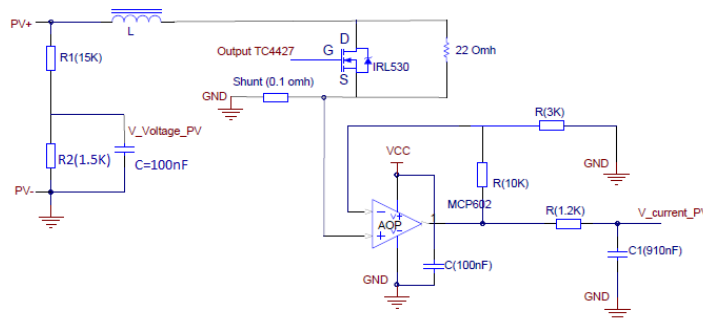 PV+
L
D
Output TC4427
G
S
IRL530
22 Omh
R1(15K)
Shunt (0.1 omh)
GND
V_Voltage_PV
R2(1.5K)
C=100nF
PV-
R(3K)
GND
VCC
R(10K)
MCP602
AOP
V+
V-
R(1.2K)
V_current_PV
C(100nF)
C1(910nF)
GND
GND